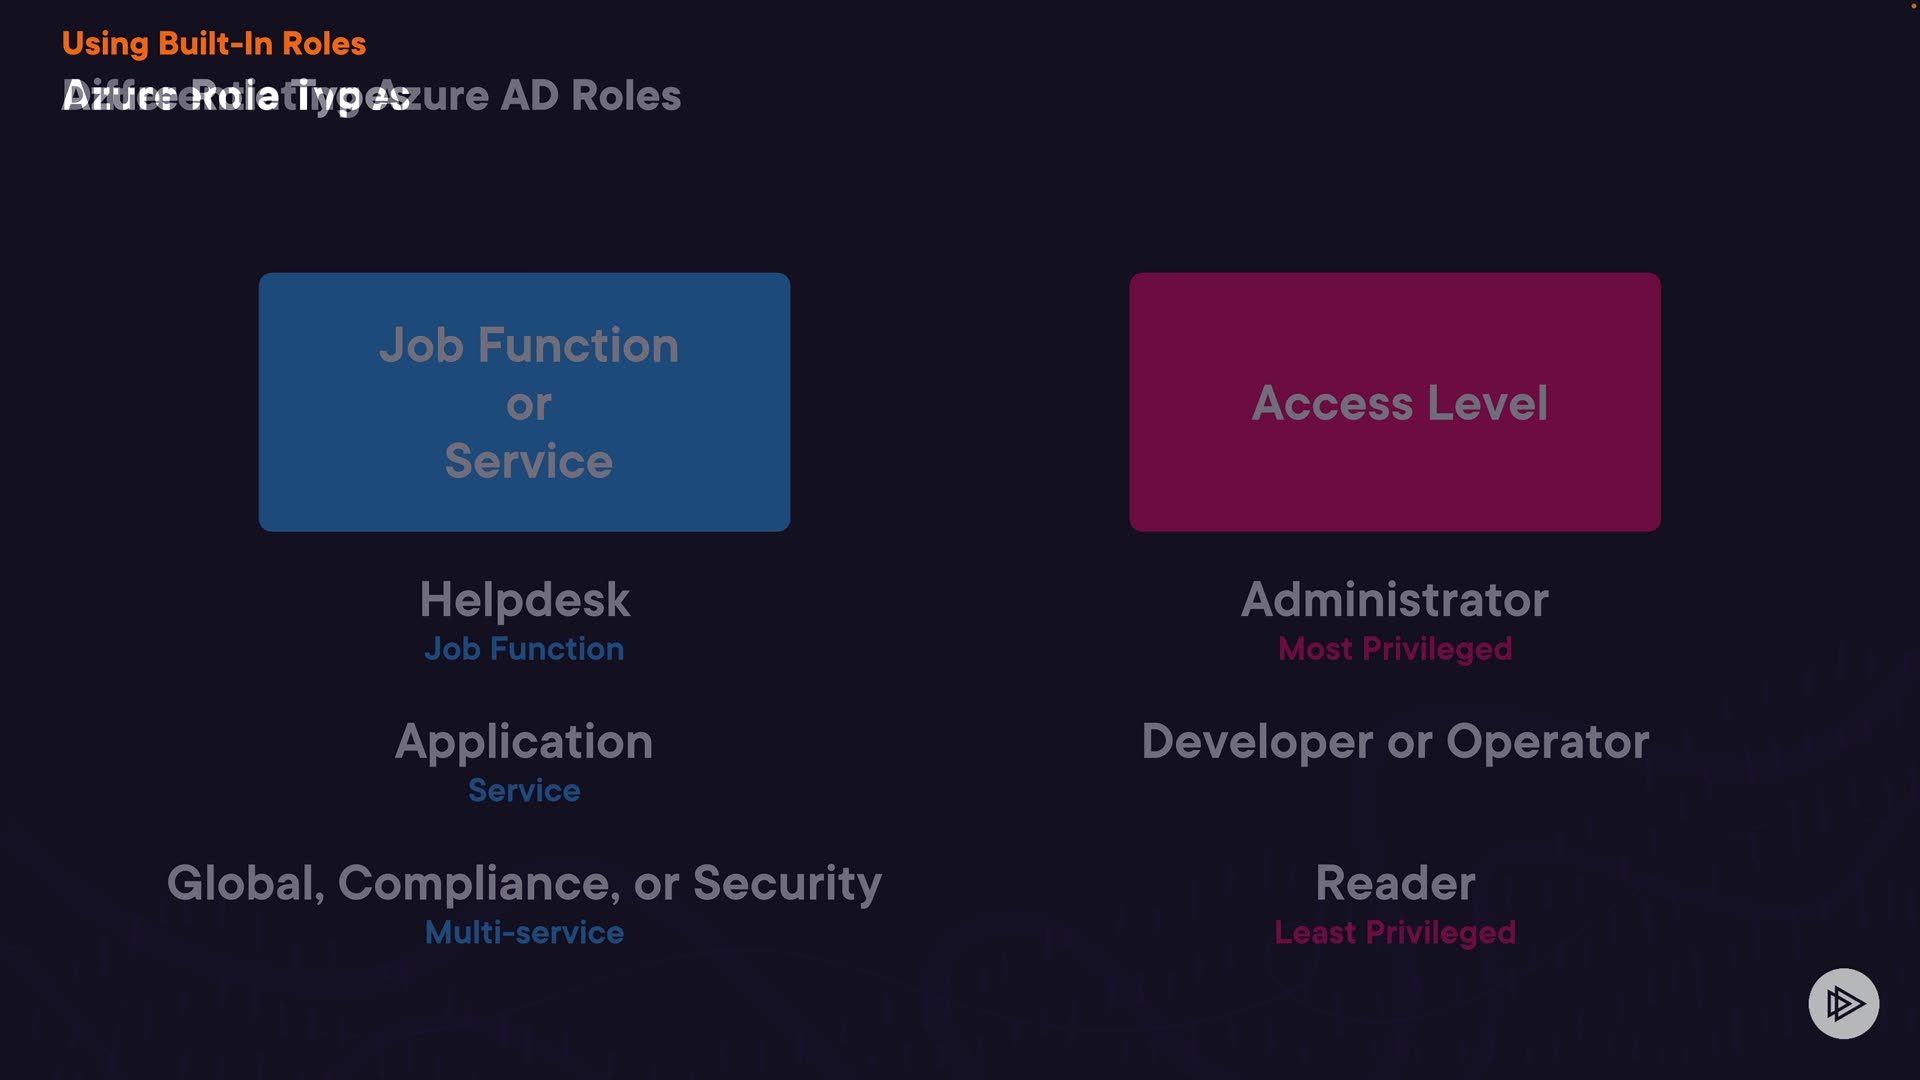 Using Built-In Roles
Differentiating Azure AD Roles
Azure Role Types
Job Function
or
Service
Access Level
Helpdesk
Job Function
Administrator
Most Privileged
Application
Service
Developer or Operator
Global, Compliance, or Security
Multi-service
Reader
Least Privileged